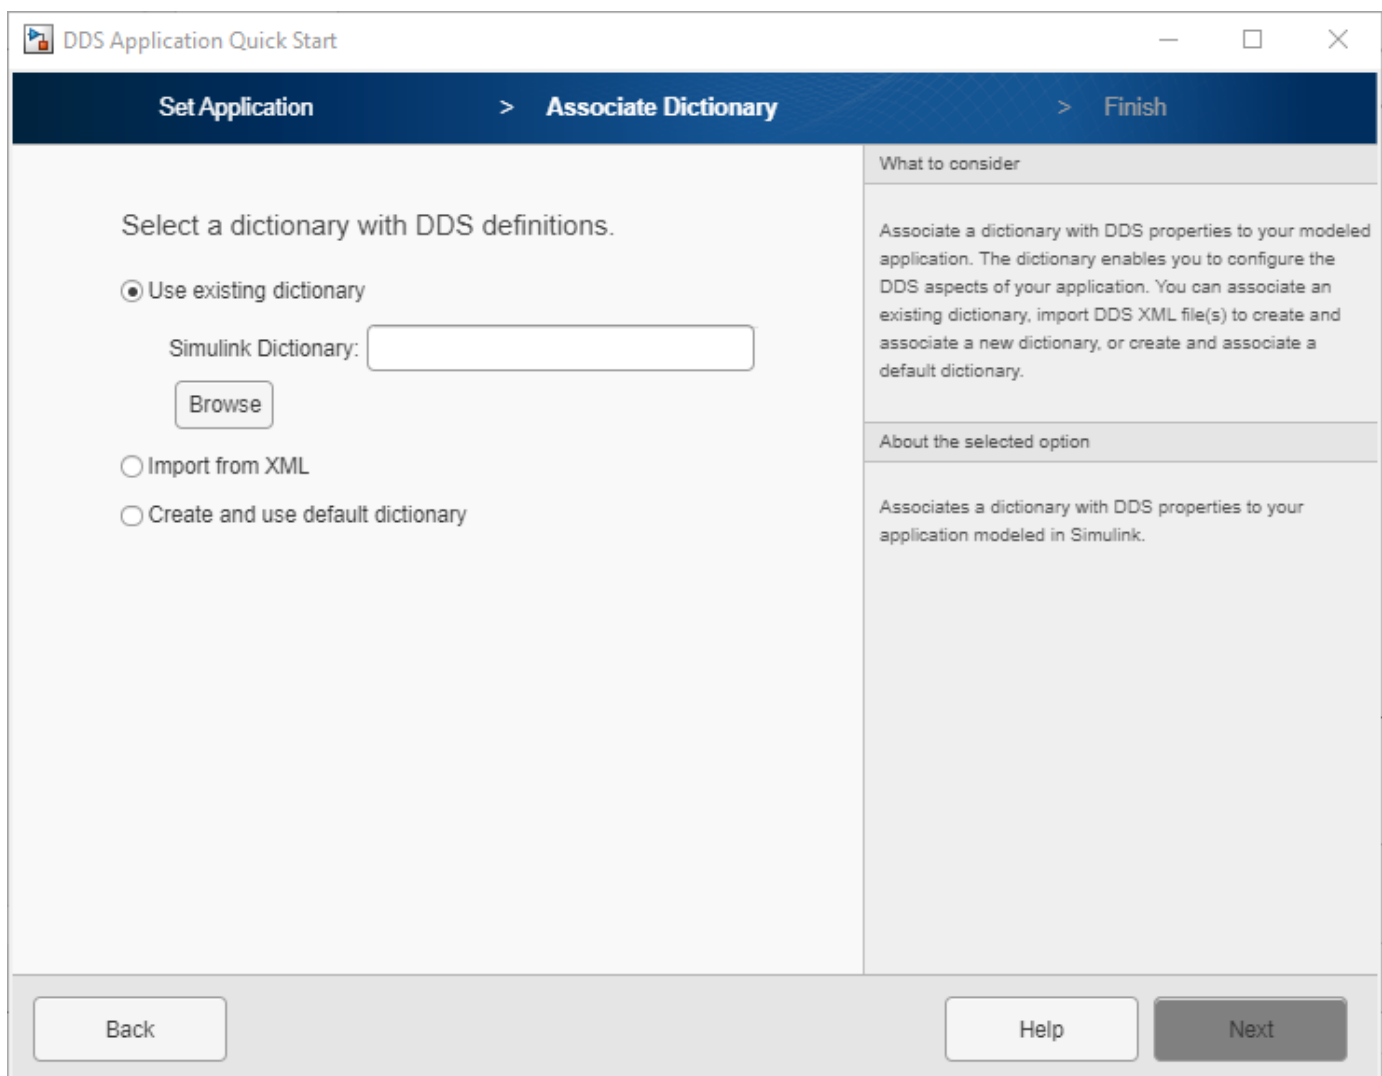 DDS Application Quick Start
Set Application > Associate Dictionary > Finish
Select a dictionary with DDS definitions.
Use existing dictionary
Simulink Dictionary:
Browse
Import from XML
Create and use default dictionary
What to consider
Associate a dictionary with DDS properties to your modeled
application. The dictionary enables you to configure the
DDS aspects of your application. You can associate an
existing dictionary, import DDS XML file(s) to create and
associate a new dictionary, or create and associate a
default dictionary.
About the selected option
Associates a dictionary with DDS properties to your
application modeled in Simulink.
Back
Help
Next